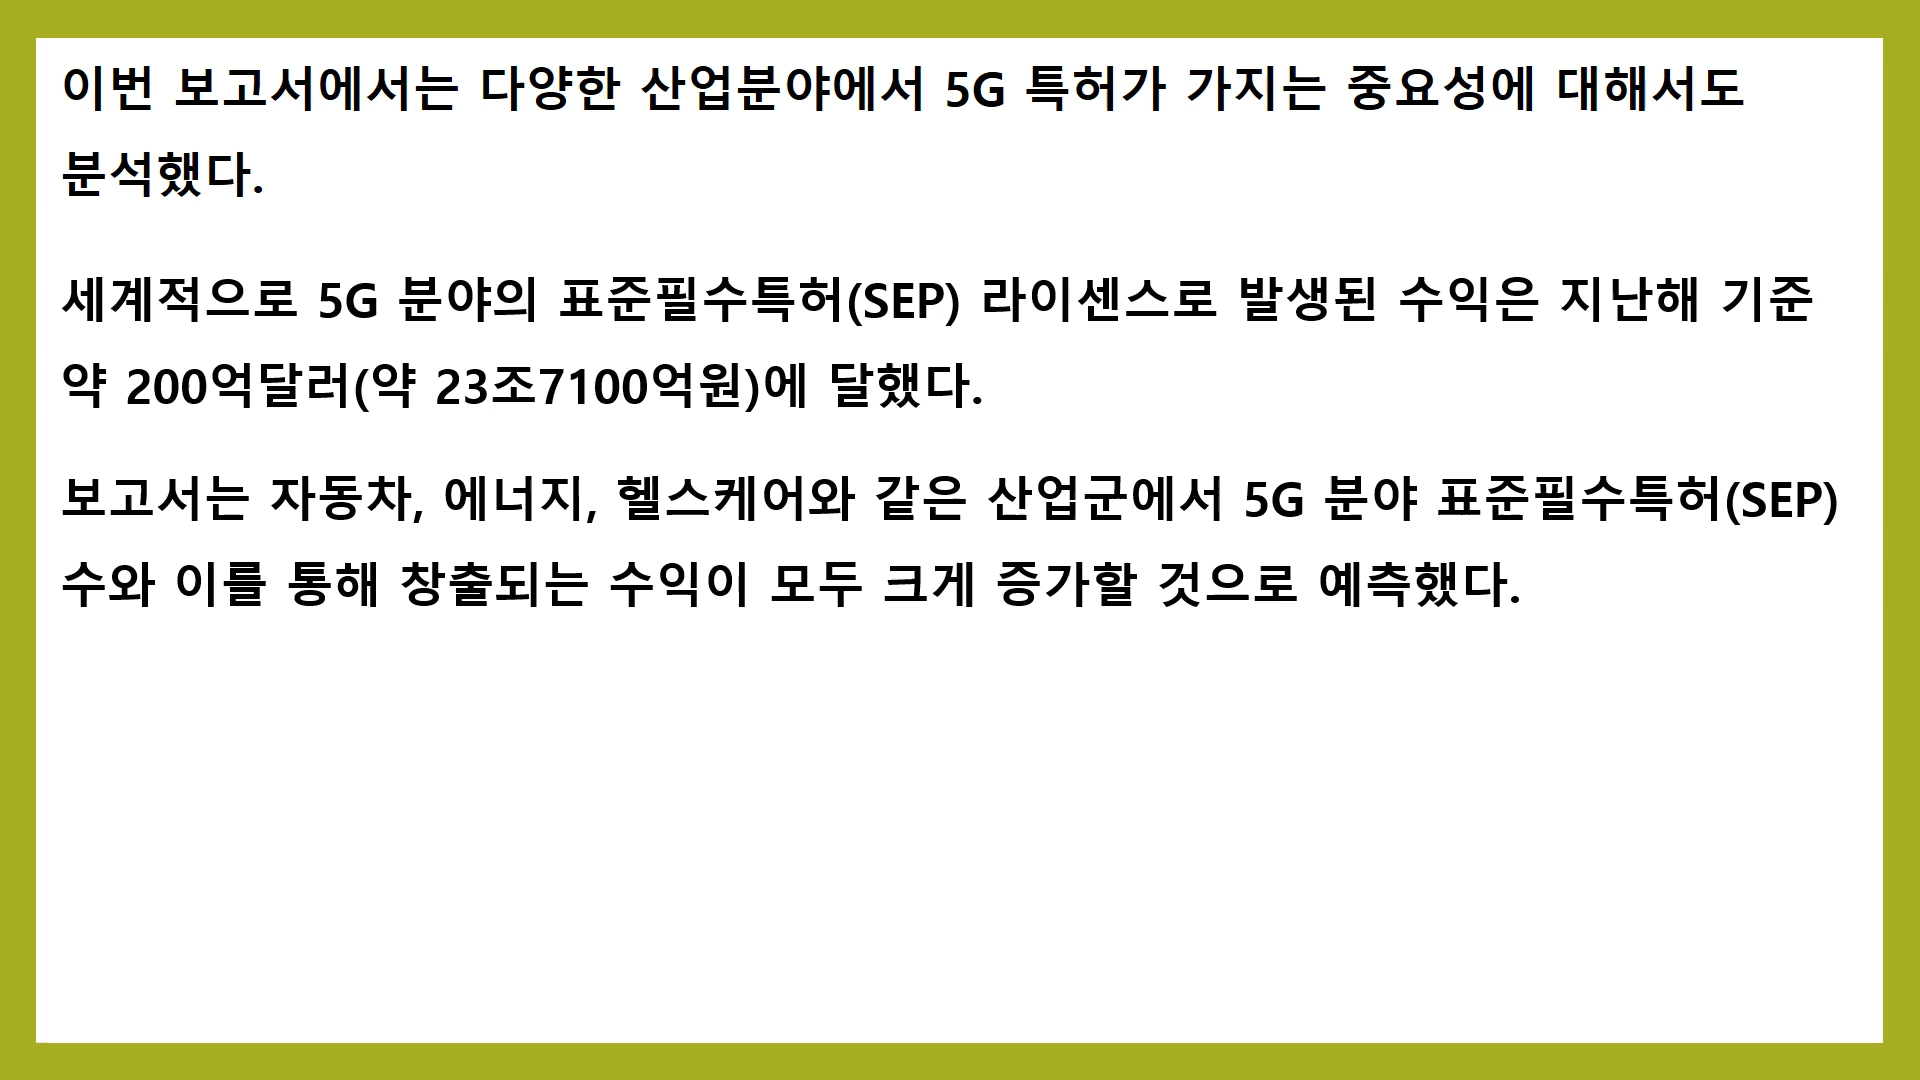 이번 보고서에서는 다양한 산업분야에서 5G 특허가 가지는 중요성에 대해서도
분석했다.
세계적으로 5G 분야의 표준필수특허(SEP) 라이센스로 발생된 수익은 지난해 기준
약 200억달러(약 23조7100억원)에 달했다.
보고서는 자동차, 에너지, 헬스케어와 같은 산업군에서 5G 분야 표준필수특허(SEP)
수와 이를 통해 창출되는 수익이 모두 크게 증가할 것으로 예측했다.